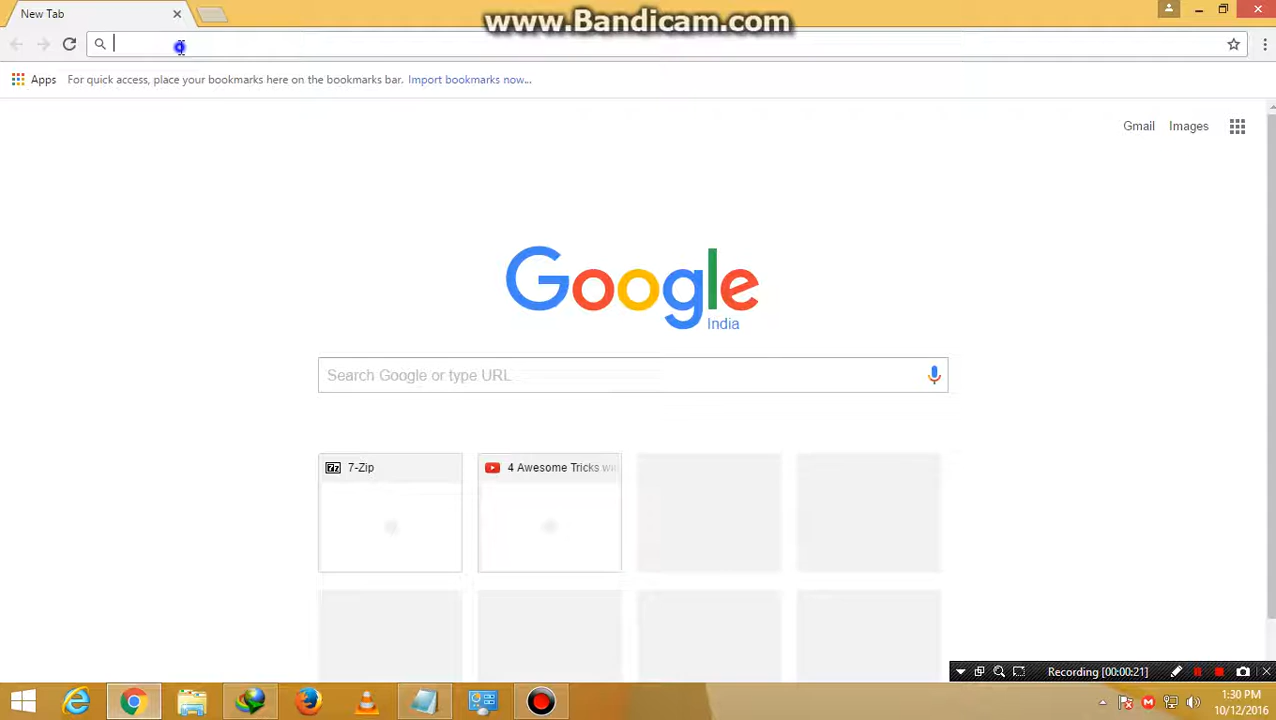 New Tab
www.Bandicam.com
Apps For quick access, place your bookmarks here on the bookmarks bar. Import bookmarks now...
Gmail Images
Google
India
Search Google or type URL
7-Zip
4 Awesome Tricks wi
Recording [00:00:21]
1:30 PM
10/12/2016